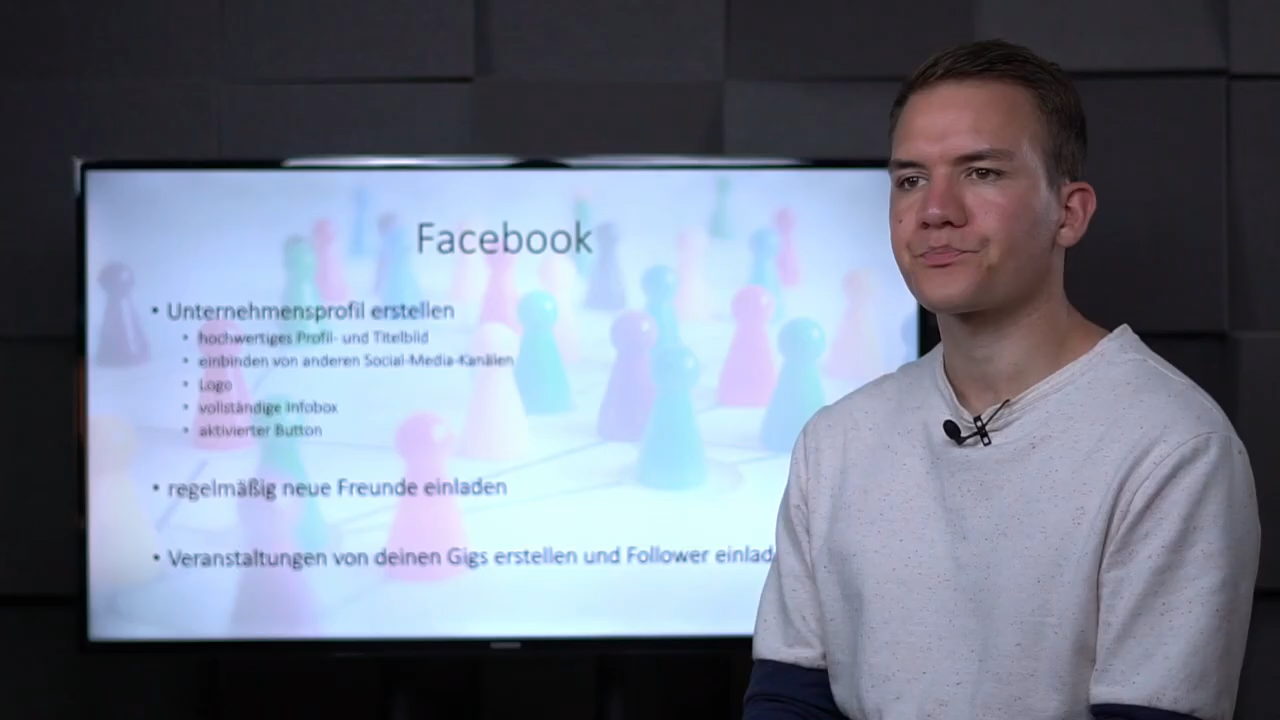 Facebook
• Unternehmensprofil erstellen
• hochwertiges Profil- und Titelbild
• einbinden von anderen Social-Media-Kanälen
• Logo
• vollständige Infobox
• aktivierter Button
• regelmäßig neue Freunde einladen
• Veranstaltungen von deinen Gigs erstellen und Follower einlad